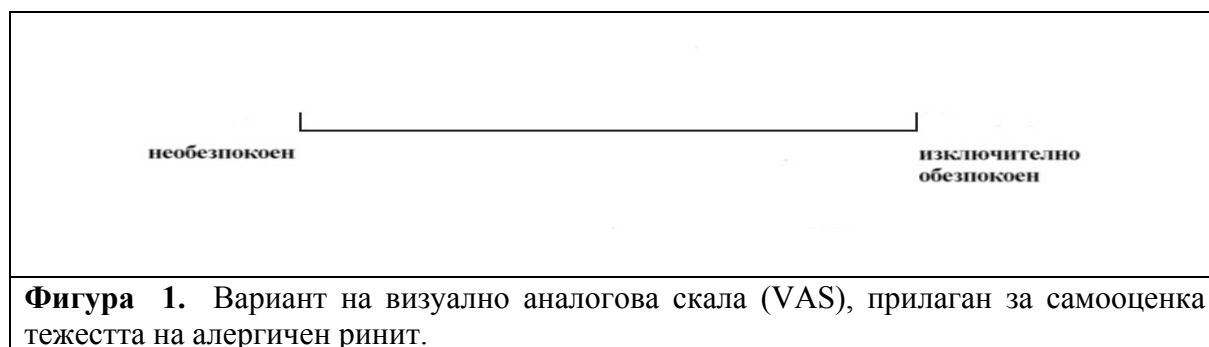 необезпокоен
изключително
обезпокоен
Фигура 1. Вариант на визуално аналогова скала (VAS), прилаган за самооценка
тежестта на алергичен ринит.